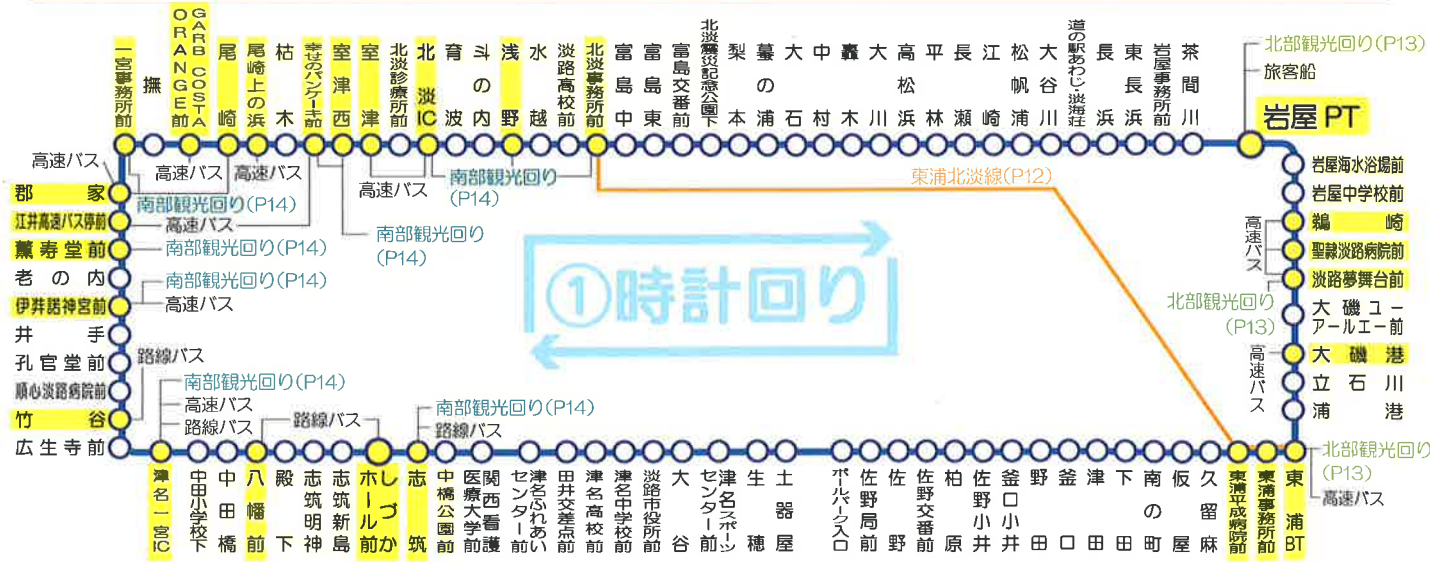 一宮事務所前
撫
GARB COSTA ORANGE前
尾崎
尾崎上の浜
枯木
幸せのパンケーキ前
室津西
室津
北淡診療所前
北淡IC
育波
斗の内
浅野
水越
淡路高校前
北淡事務所前
富島中
富島東
富島交番前
北淡震災記念公園下
梨本
蟇の浦
大石
中村
轟木
大川
高松浜
平林
長瀬
江崎
松帆浦
大谷川
道の駅あわじ・淡海荘
長浜
東長浜
岩屋事務所前
茶間川
北部観光回り(P13)
旅客船
岩屋 PT
高速バス
高速バス
高速バス
高速バス
南部観光回り
(P14)
東浦北淡線(P12)
岩屋海水浴場前
岩屋中学校前
鵜崎
聖隷淡路病院前
淡路夢舞台前
大磯ユー
アールエー前
大磯港
立石川
浦港
高速バス
北部観光回り
(P13)
高速バス
郡家
江井高速バス停前
薫寿堂前
老の内
伊弉諾神宮前
井手
孔官堂前
順心淡路病院前
竹谷
広生寺前
南部観光回り(P14)
高速バス
南部観光回り(P14)
南部観光回り
(P14)
南部観光回り(P14)
高速バス
①時計回り
路線バス
南部観光回り(P14)
高速バス
路線バス
路線バス
南部観光回り(P14)
路線バス
北部観光回り
(P13)
高速バス
津名一宮IC
中田小学校下
中田橋
八幡前
殿下
志筑明神
志筑新島
しづかホール前
志筑
中橋公園前
関西看護医療大学前
津名ふれあいセンター前
田井交差点前
津名高校前
津名中学校前
淡路市役所前
大谷
津名スポーツセンター前
生穂
土器屋
ボールパーク入口
佐野局前
佐野
佐野交番前
柏原
佐野小井
釜口小井
野田
釜口
津田
下田
南の町
仮屋
久留麻
東浦平成病院前
東浦事務所前
東浦BT